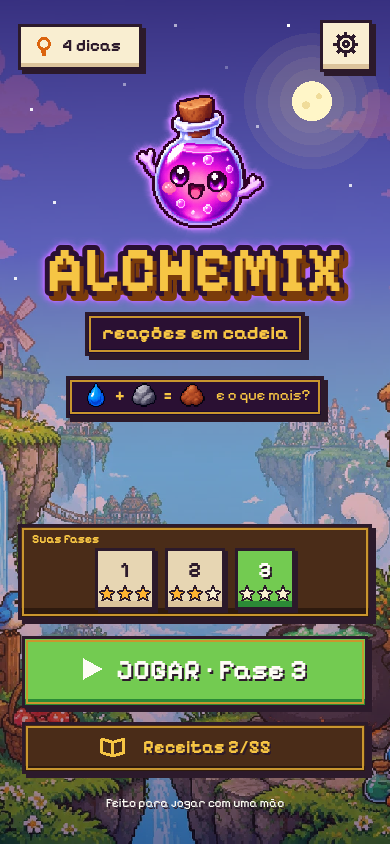 4 dicas
ALCHEMIX
reações em cadeia
+ = e o que mais?
Suas Fases
1 2 3
JOGAR · Fase 3
Receitas 2/55
Feito para jogar com uma mão